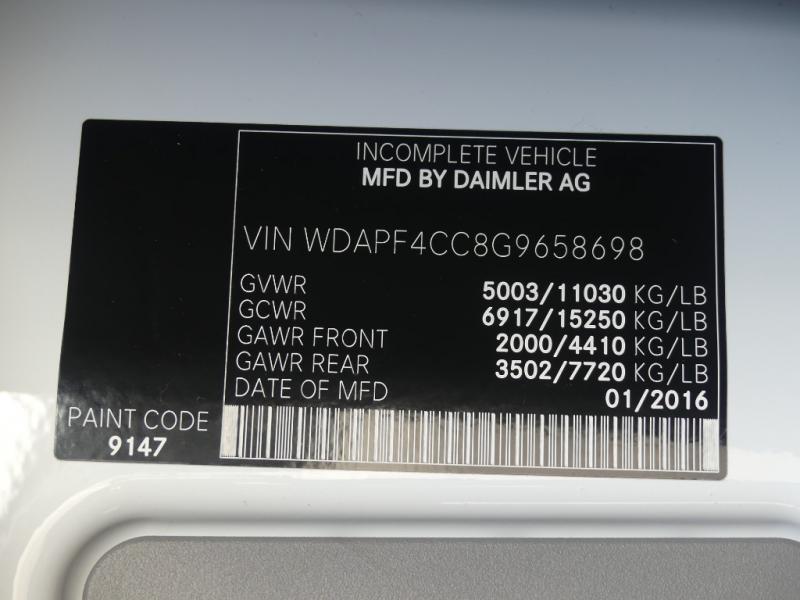 INCOMPLETE VEHICLE
MFD BY DAIMLER AG
VIN WDAPF4CC8G9658698
GVWR 5003/11030 KG/LB
GCWR 6917/15250 KG/LB
GAWR FRONT 2000/4410 KG/LB
GAWR REAR 3502/7720 KG/LB
DATE OF MFD 01/2016
PAINT CODE
9147